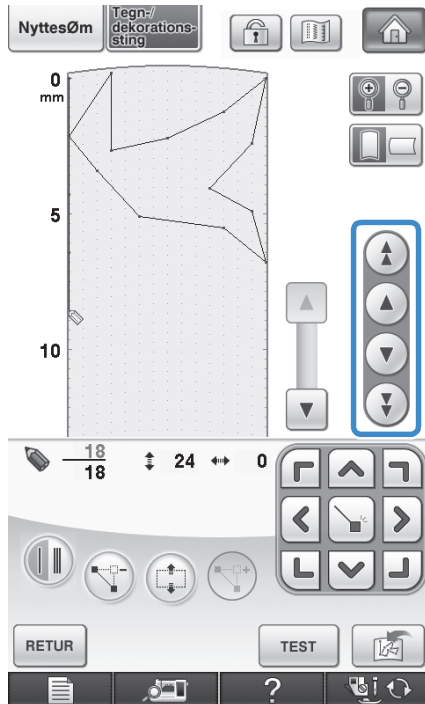 NyttesØm
Tegn-/
dekorations-
sting
0
mm
5
10
18
18
24
0
RETUR
TEST
?